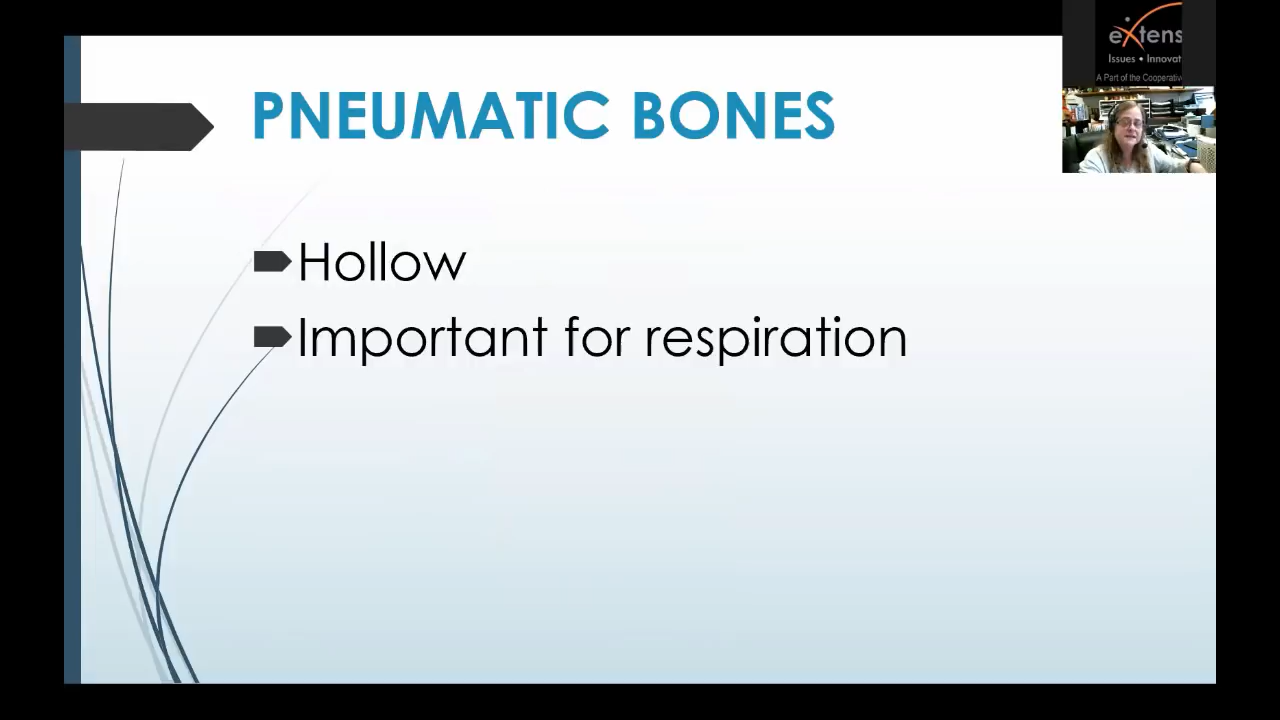 PNEUMATIC BONES
Hollow
Important for respiration
eXtens
Issues • Innovat
A Part of the Cooperativ